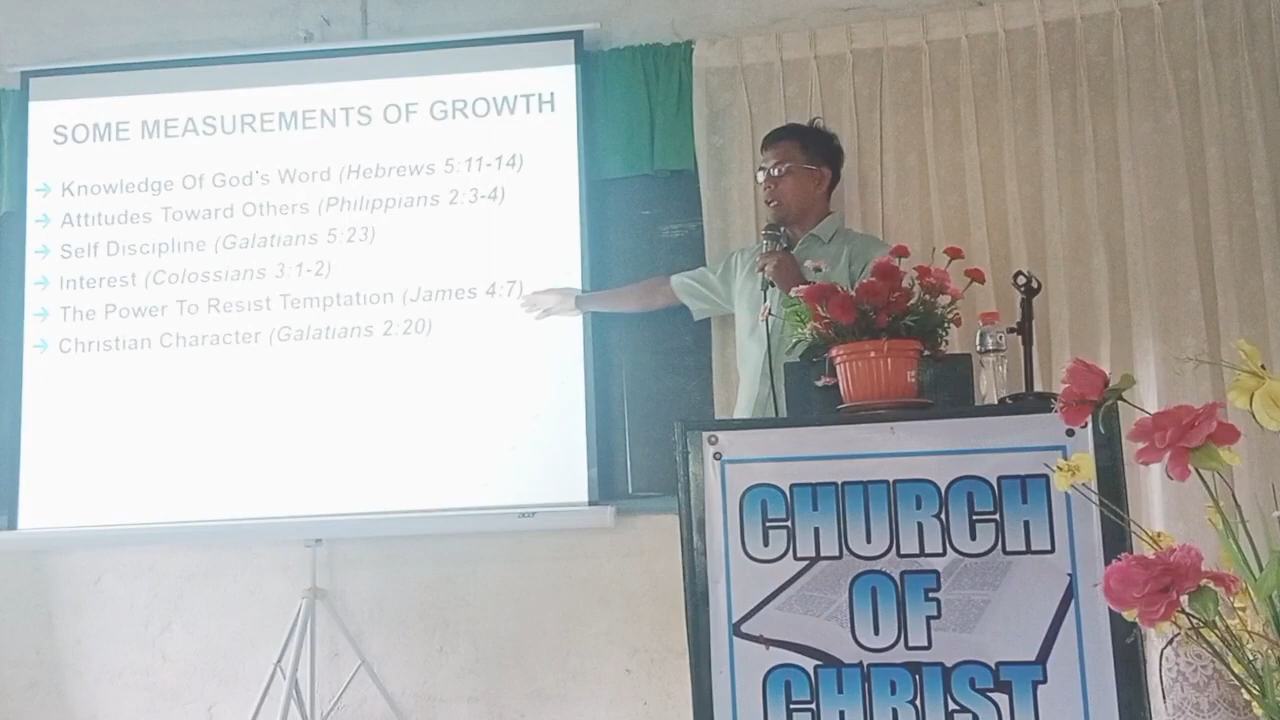 SOME MEASUREMENTS OF GROWTH
Knowledge Of God's Word (Hebrews 5:11-14)
Attitudes Toward Others (Philippians 2:3-4)
Self Discipline (Galatians 5:23)
Interest (Colossians 3:1-2)
The Power To Resist Temptation (James 4:7)
Christian Character (Galatians 2:20)
acer
CHURCH
OF
CHRIST